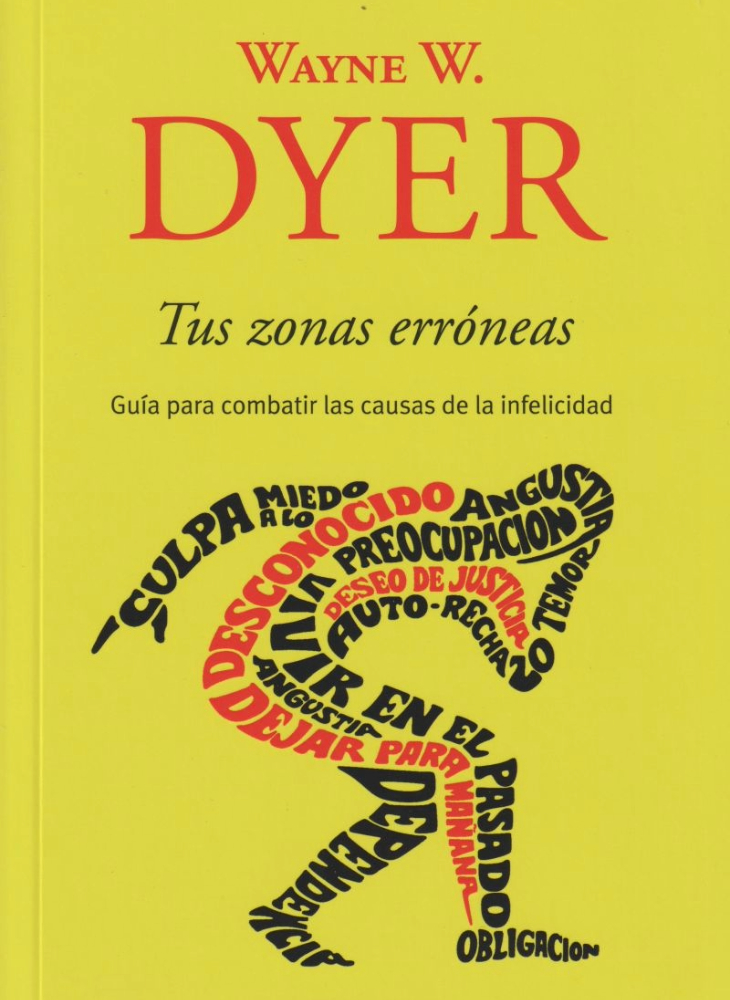 WAYNE W.
DYER
Tus zonas erróneas
Guía para combatir las causas de la infelicidad
CULPA
MIEDO
A LO
DESCONOCIDO
ANGUSTIA
PREOCUPACION
TEMOR
DESEO DE JUSTICIA
AUTO-RECHAZO
VIVIR EN EL PASADO
ANGUSTIA
DEJAR PARA MAÑANA
DEPENDENCIA
OBLIGACION